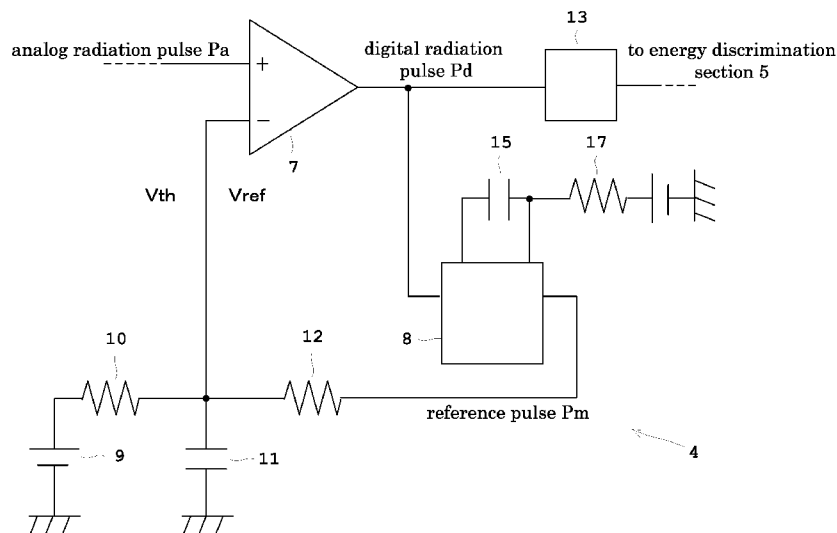 13
analog radiation pulse Pa
digital radiation
pulse Pd
to energy discrimination
section 5
+
−
7
15
17
Vth
Vref
10
12
8
reference pulse Pm
9
11
4